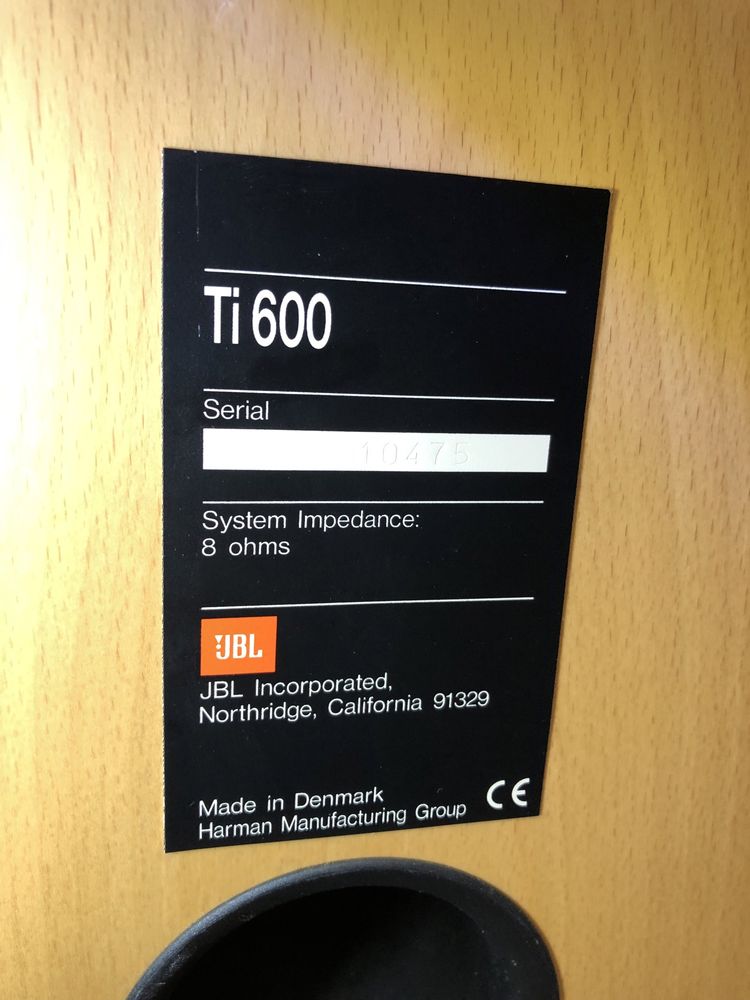 Ti 600
Serial
10475
System Impedance:
8 ohms
JBL
JBL Incorporated,
Northridge, California 91329
Made in Denmark
Harman Manufacturing Group
CE